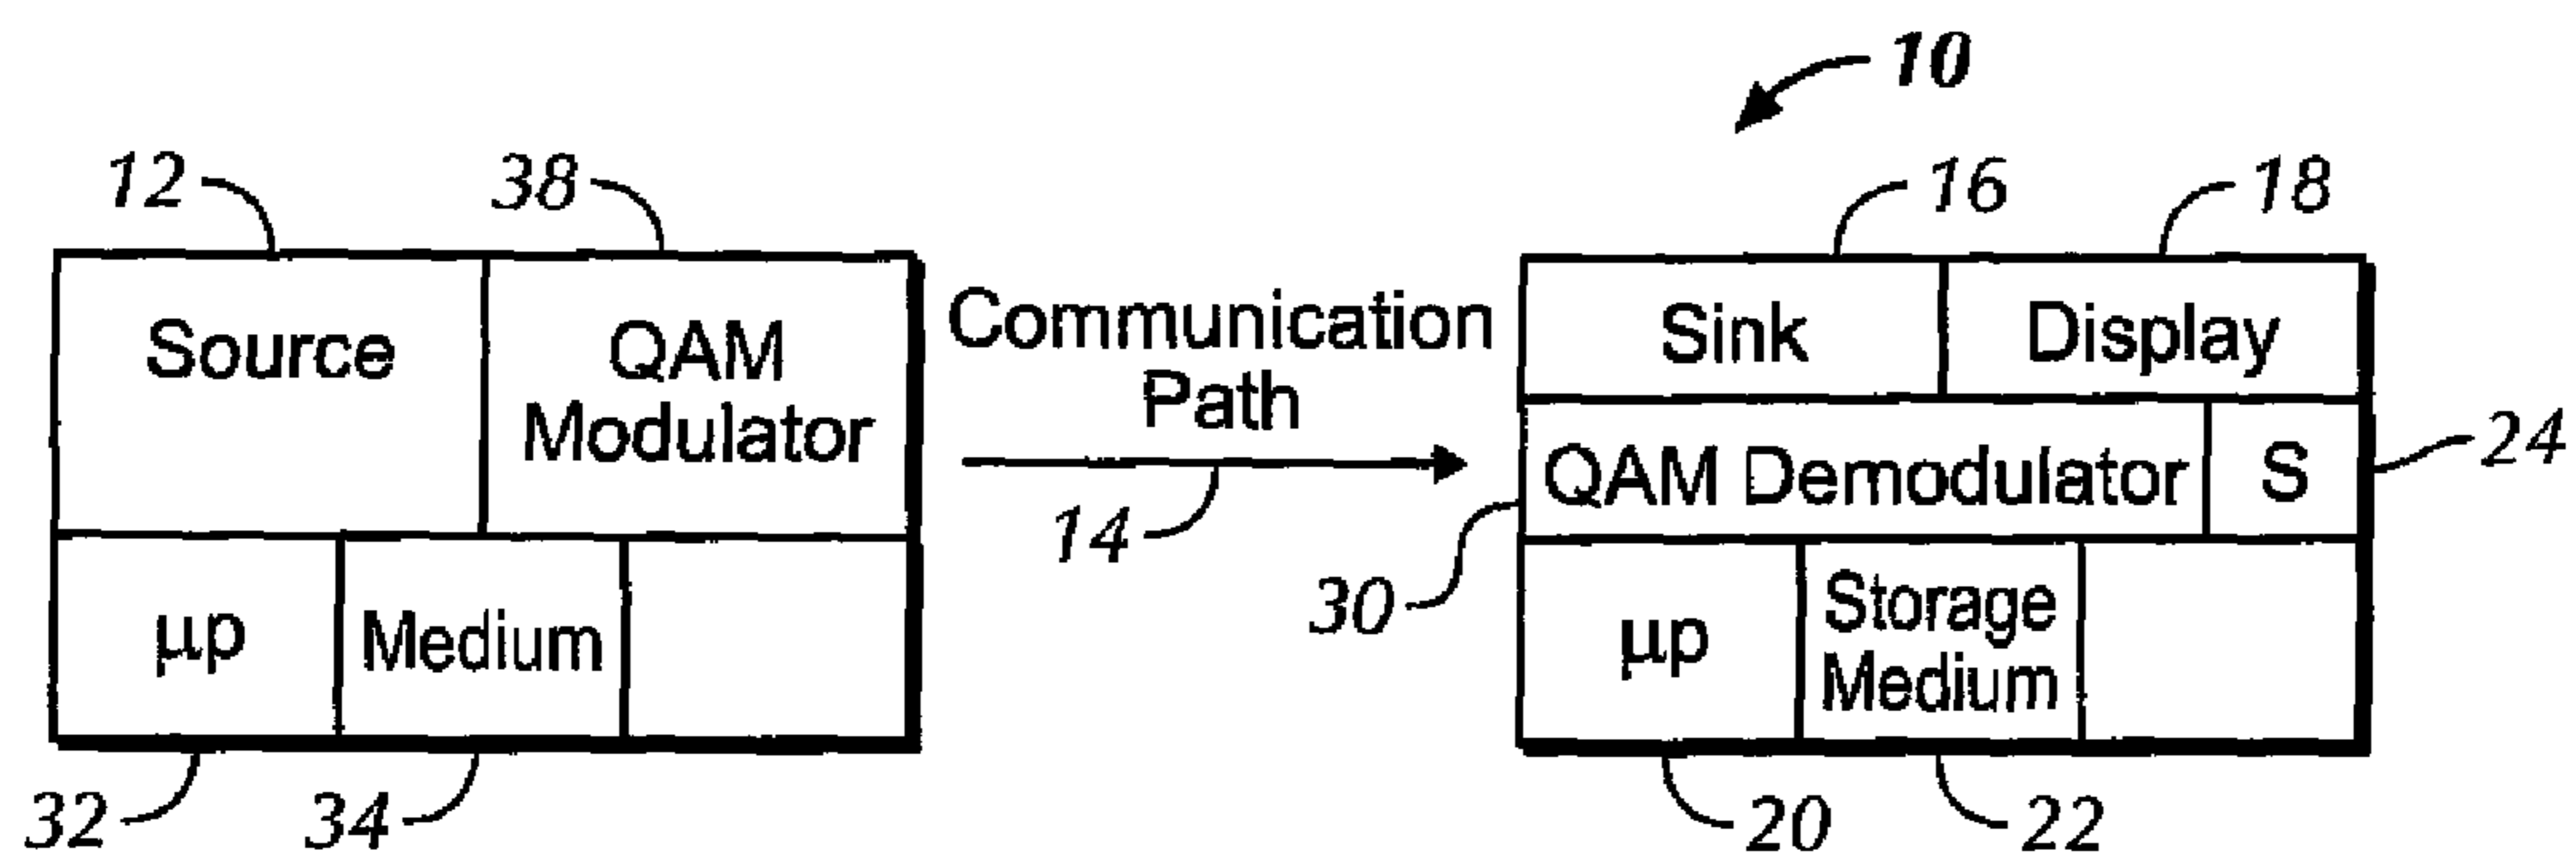 10
12
38
16
18
Source
QAM
Modulator
Communication
Path
14
Sink
Display
QAM Demodulator
S
24
30
µp
Medium
µp
Storage
Medium
32
34
20
22